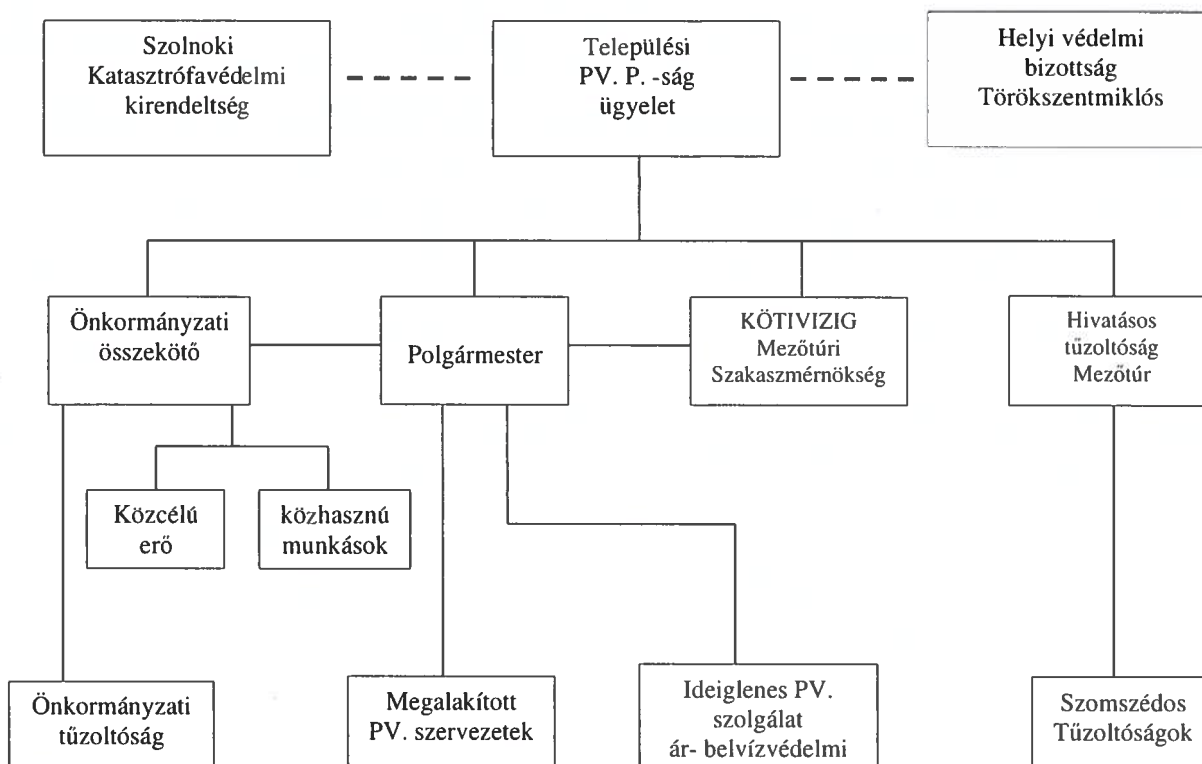 Szolnoki
Katasztrófavédelmi
kirendeltség
Települési
PV. P. -ság
ügyelet
Helyi védelmi
bizottság
Törökszentmiklós
Önkormányzati
összekötő
Polgármester
KÖTIVIZIG
Mezőtúri
Szakaszmérnökség
Hivatásos
tűzoltóság
Mezőtúr
Közcélú
erő
közhasznú
munkások
Önkormányzati
tűzoltóság
Megalakított
PV. szervezetek
Ideiglenes PV.
szolgálat
ár- belvízvédelmi
Szomszédos
Tűzoltóságok